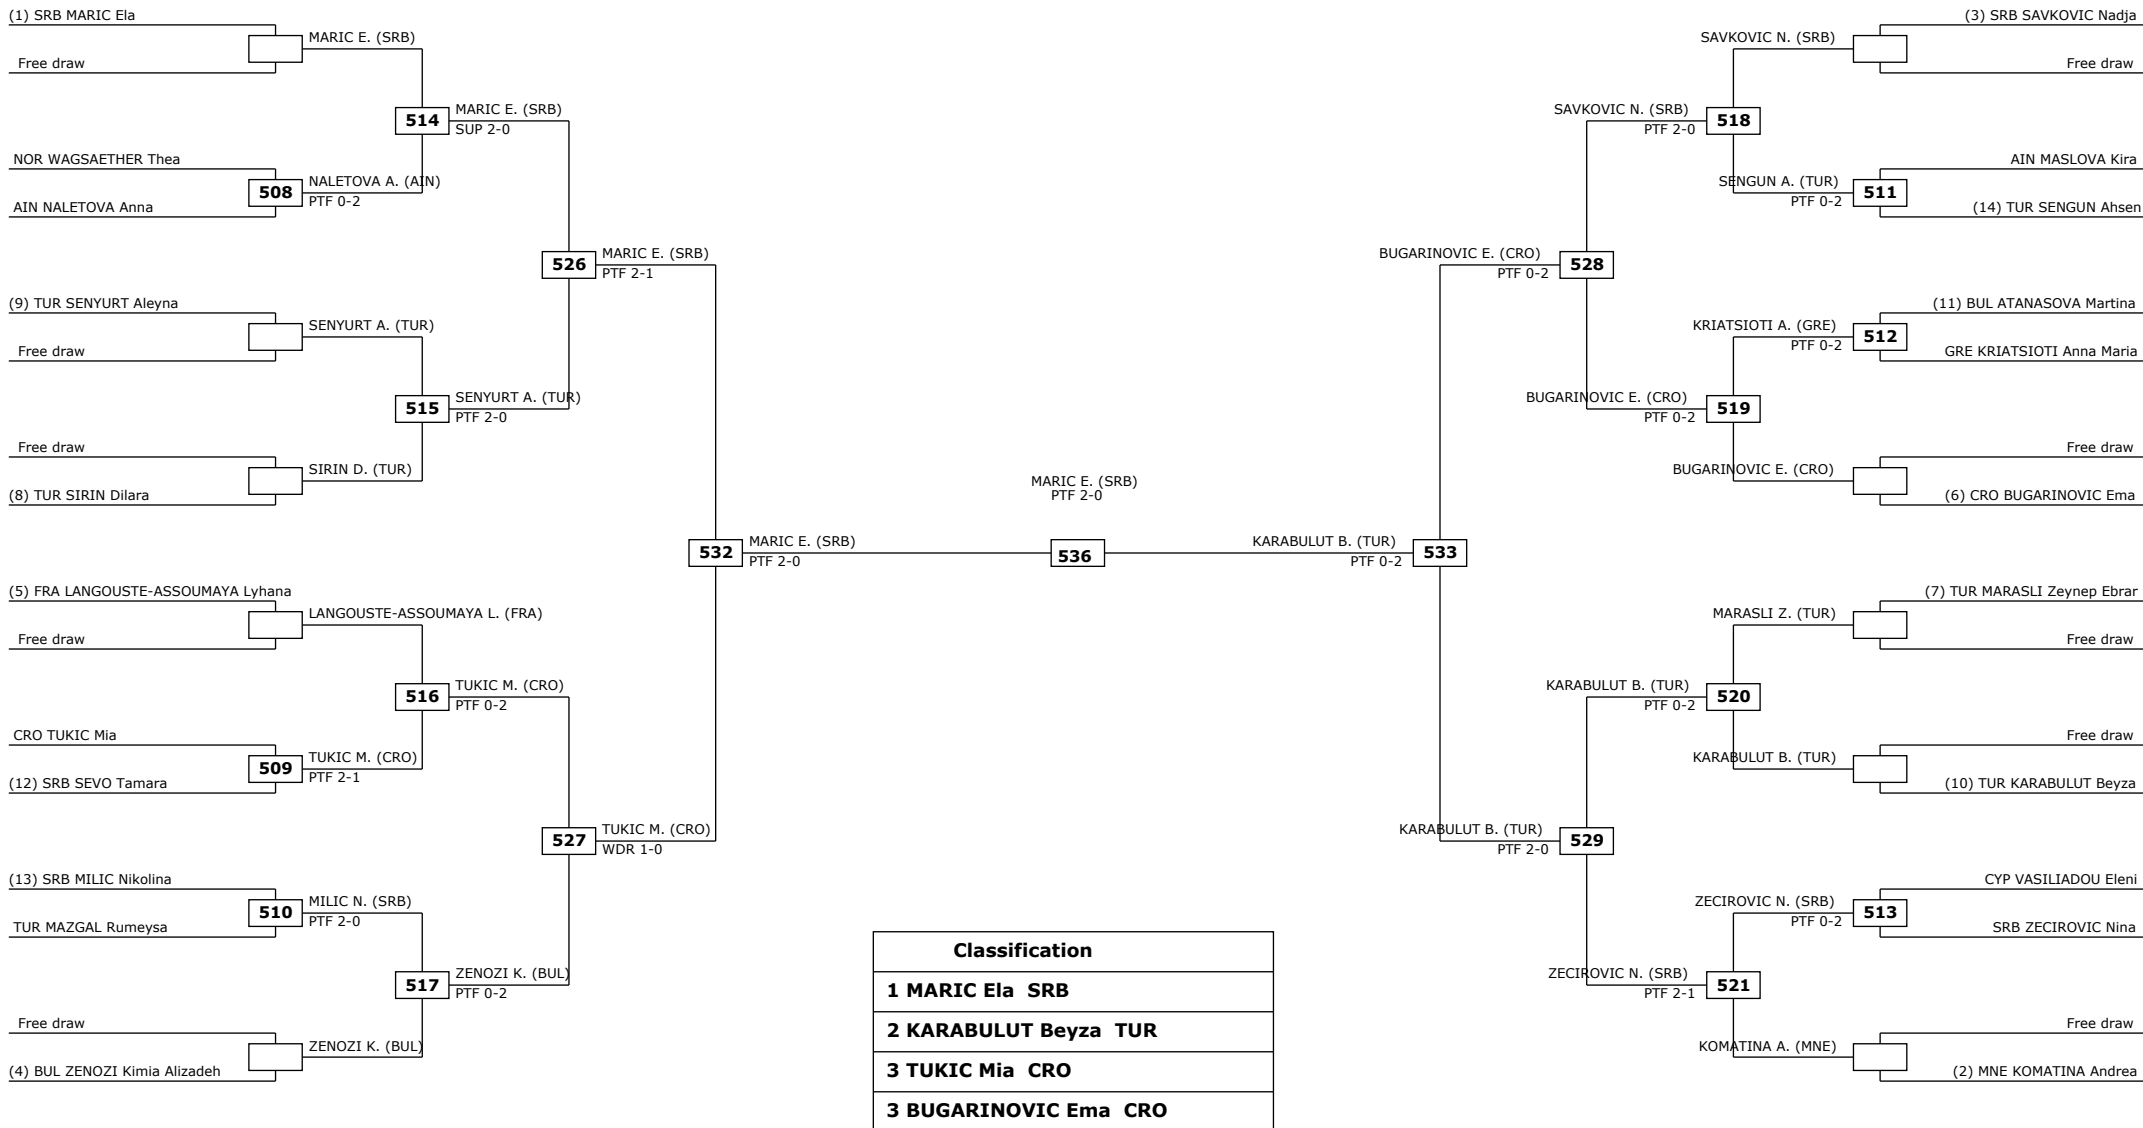 (1) SRB MARIC Ela
MARIC E. (SRB)
Free draw
MARIC E. (SRB)
514
SUP 2-0
NOR WAGSAETHER Thea
508
NALETOVA A. (AIN)
PTF 0-2
AIN NALETOVA Anna
526
MARIC E. (SRB)
PTF 2-1
(9) TUR SENYURT Aleyna
SENYURT A. (TUR)
Free draw
515
SENYURT A. (TUR)
PTF 2-0
Free draw
SIRIN D. (TUR)
(8) TUR SIRIN Dilara
532
MARIC E. (SRB)
PTF 2-0
(5) FRA LANGOUSTE-ASSOUMAYA Lyhana
LANGOUSTE-ASSOUMAYA L. (FRA)
Free draw
516
TUKIC M. (CRO)
PTF 0-2
CRO TUKIC Mia
509
TUKIC M. (CRO)
PTF 2-1
(12) SRB SEVO Tamara
527
TUKIC M. (CRO)
WDR 1-0
(13) SRB MILIC Nikolina
510
MILIC N. (SRB)
PTF 2-0
TUR MAZGAL Rumeysa
517
ZENOZI K. (BUL)
PTF 0-2
Free draw
ZENOZI K. (BUL)
(4) BUL ZENOZI Kimia Alizadeh
MARIC E. (SRB)
PTF 2-0
536
(3) SRB SAVKOVIC Nadja
SAVKOVIC N. (SRB)
Free draw
SAVKOVIC N. (SRB)
PTF 2-0
518
AIN MASLOVA Kira
SENGUN A. (TUR)
PTF 0-2
511
(14) TUR SENGUN Ahsen
BUGARINOVIC E. (CRO)
PTF 0-2
528
(11) BUL ATANASOVA Martina
KRIATSIOTI A. (GRE)
PTF 0-2
512
GRE KRIATSIOTI Anna Maria
BUGARINOVIC E. (CRO)
PTF 0-2
519
Free draw
BUGARINOVIC E. (CRO)
(6) CRO BUGARINOVIC Ema
KARABULUT B. (TUR)
PTF 0-2
533
(7) TUR MARASLI Zeynep Ebrar
MARASLI Z. (TUR)
Free draw
KARABULUT B. (TUR)
PTF 0-2
520
Free draw
KARABULUT B. (TUR)
(10) TUR KARABULUT Beyza
KARABULUT B. (TUR)
PTF 2-0
529
CYP VASILIADOU Eleni
ZECIROVIC N. (SRB)
PTF 0-2
513
SRB ZECIROVIC Nina
ZECIROVIC N. (SRB)
PTF 2-1
521
Free draw
KOMATINA A. (MNE)
(2) MNE KOMATINA Andrea
Classification
1 MARIC Ela SRB
2 KARABULUT Beyza TUR
3 TUKIC Mia CRO
3 BUGARINOVIC Ema CRO